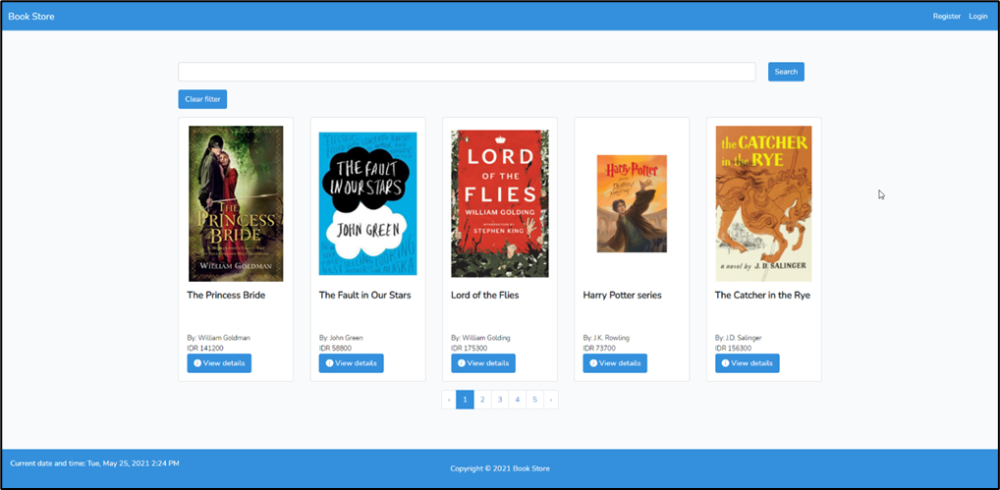 Book Store
Register Login
Search
Clear filter
THE
PRINCESS
BRIDE
WILLIAM GOLDMAN
THE FAULT
IN OUR
STARS
JOHN GREEN
LORD
OF THE
FLIES
WILLIAM GOLDING
INTRODUCTION BY
STEPHEN KING
Harry Potter
the CATCHER
in the RYE
a novel by J. D. SALINGER
The Princess Bride
The Fault in Our Stars
Lord of the Flies
Harry Potter series
The Catcher in the Rye
By: William Goldman
By: John Green
By: William Golding
By: J.K. Rowling
By: J.D. Salinger
IDR 141200
IDR 58800
IDR 175300
IDR 73700
IDR 156300
View details
View details
View details
View details
View details
‹ 1 2 3 4 5 ›
Current date and time: Tue, May 25, 2021 2:24 PM
Copyright © 2021 Book Store